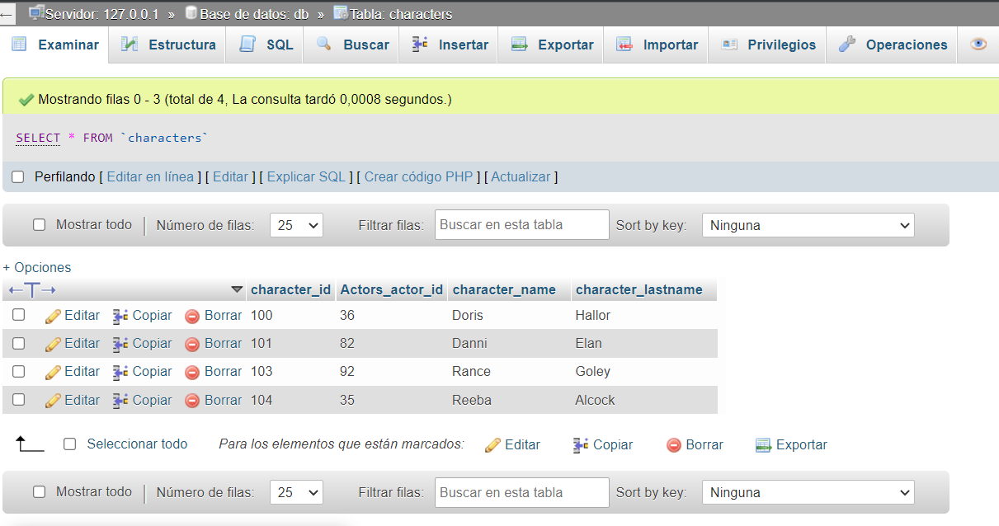 Servidor: 127.0.0.1 » Base de datos: db » Tabla: characters
Examinar Estructura SQL Buscar Insertar Exportar Importar Privilegios Operaciones
Mostrando filas 0 - 3 (total de 4, La consulta tardó 0,0008 segundos.)
SELECT * FROM `characters`
Perfilando [ Editar en línea ] [ Editar ] [ Explicar SQL ] [ Crear código PHP ] [ Actualizar ]
Mostrar todo Número de filas: 25 Filtrar filas: Buscar en esta tabla Sort by key: Ninguna
+ Opciones
←T→ character_id Actors_actor_id character_name character_lastname
Editar Copiar Borrar 100 36 Doris Hallor
Editar Copiar Borrar 101 82 Danni Elan
Editar Copiar Borrar 103 92 Rance Goley
Editar Copiar Borrar 104 35 Reeba Alcock
Seleccionar todo Para los elementos que están marcados: Editar Copiar Borrar Exportar
Mostrar todo Número de filas: 25 Filtrar filas: Buscar en esta tabla Sort by key: Ninguna